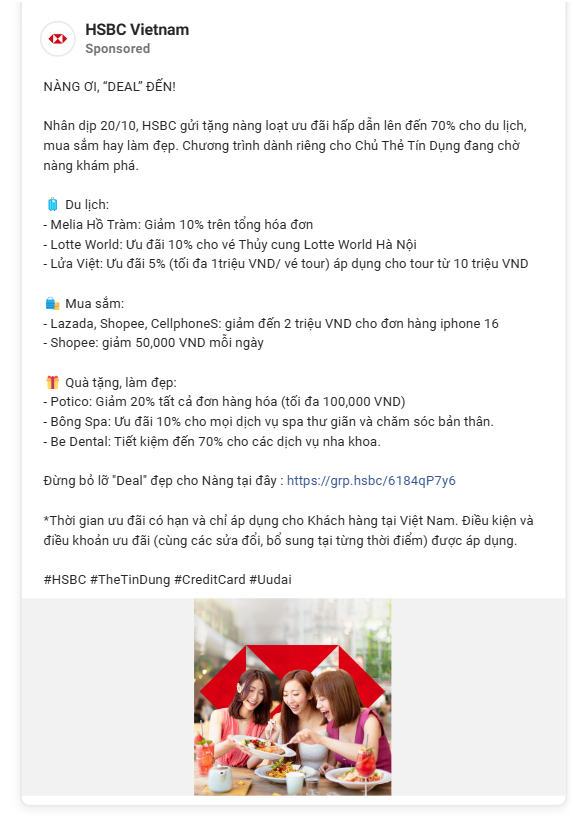 HSBC Vietnam
Sponsored
NÀNG ƠI, “DEAL” ĐẾN!
Nhân dịp 20/10, HSBC gửi tặng nàng loạt ưu đãi hấp dẫn lên đến 70% cho du lịch,
mua sắm hay làm đẹp. Chương trình dành riêng cho Chủ Thẻ Tín Dụng đang chờ
nàng khám phá.
Du lịch:
- Melia Hồ Tràm: Giảm 10% trên tổng hóa đơn
- Lotte World: Ưu đãi 10% cho vé Thủy cung Lotte World Hà Nội
- Lửa Việt: Ưu đãi 5% (tối đa 1triệu VND/ vé tour) áp dụng cho tour từ 10 triệu VND
Mua sắm:
- Lazada, Shopee, CellphoneS: giảm đến 2 triệu VND cho đơn hàng iphone 16
- Shopee: giảm 50,000 VND mỗi ngày
Quà tặng, làm đẹp:
- Potico: Giảm 20% tất cả đơn hàng hóa (tối đa 100,000 VND)
- Bông Spa: Ưu đãi 10% cho mọi dịch vụ spa thư giãn và chăm sóc bản thân.
- Be Dental: Tiết kiệm đến 70% cho các dịch vụ nha khoa.
Đừng bỏ lỡ "Deal" đẹp cho Nàng tại đây : https://grp.hsbc/6184qP7y6
*Thời gian ưu đãi có hạn và chỉ áp dụng cho Khách hàng tại Việt Nam. Điều kiện và
điều khoản ưu đãi (cùng các sửa đổi, bổ sung tại từng thời điểm) được áp dụng.
#HSBC #TheTinDung #CreditCard #Uudai